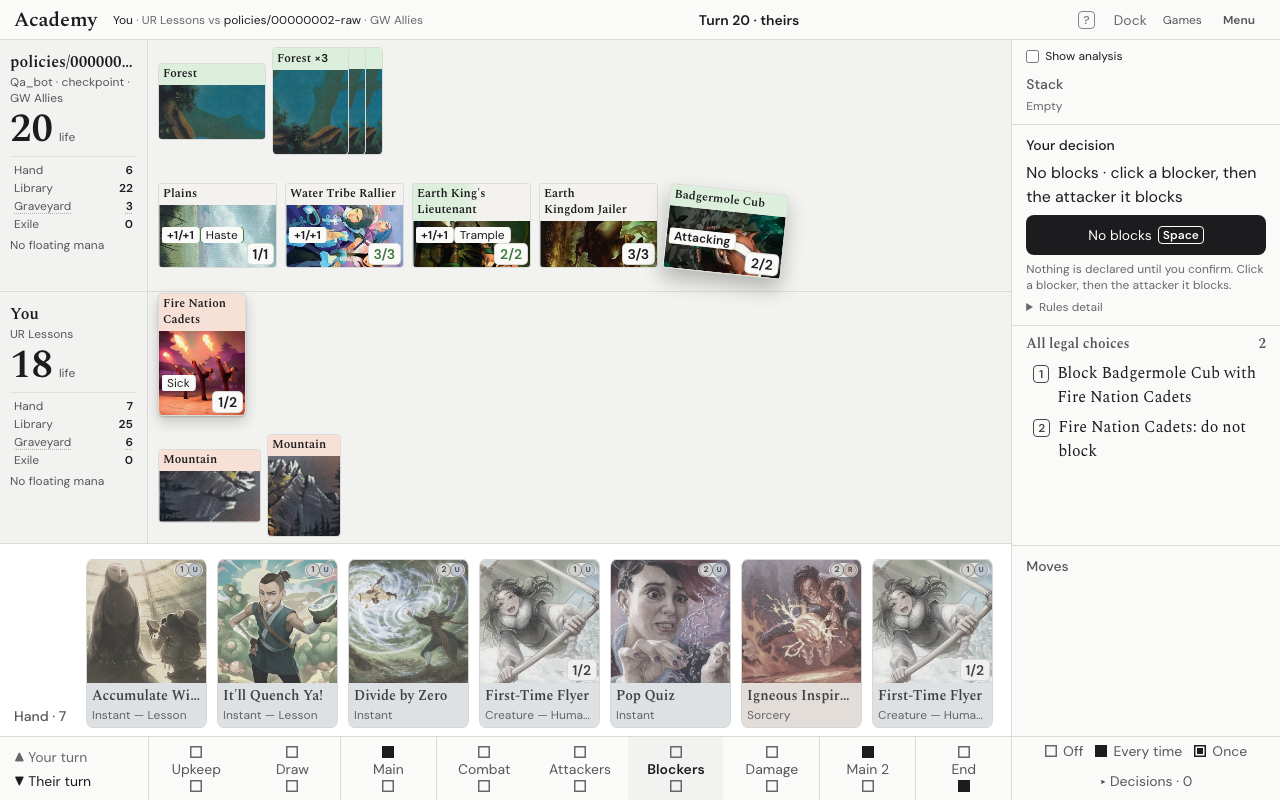 Academy
You · UR Lessons vs policies/00000002-raw · GW Allies
Turn 20 · theirs
?
Dock
Games
Menu
policies/000000...
Qa_bot · checkpoint ·
GW Allies
20 life
Hand 6
Library 22
Graveyard 3
Exile 0
No floating mana
Forest
Forest ×3
Plains
+1/+1
Haste
1/1
Water Tribe Rallier
+1/+1
3/3
Earth King's
Lieutenant
+1/+1
Trample
2/2
Earth
Kingdom Jailer
3/3
Badgermole Cub
Attacking
2/2
You
UR Lessons
18 life
Hand 7
Library 25
Graveyard 6
Exile 0
No floating mana
Fire Nation
Cadets
Sick
1/2
Mountain
Mountain
Show analysis
Stack
Empty
Your decision
No blocks · click a blocker, then
the attacker it blocks
No blocks Space
Nothing is declared until you confirm. Click
a blocker, then the attacker it blocks.
▶ Rules detail
All legal choices 2
1 Block Badgermole Cub with
Fire Nation Cadets
2 Fire Nation Cadets: do not
block
Moves
Hand · 7
1 U
Accumulate Wi...
Instant — Lesson
1 U
It'll Quench Ya!
Instant — Lesson
2 U
Divide by Zero
Instant
1 U
1/2
First-Time Flyer
Creature — Huma...
2 U
Pop Quiz
Instant
2 R
Igneous Inspir...
Sorcery
1 U
1/2
First-Time Flyer
Creature — Huma...
▲ Your turn
▼ Their turn
Upkeep
Draw
Main
Combat
Attackers
Blockers
Damage
Main 2
End
Off
Every time
Once
▸ Decisions · 0